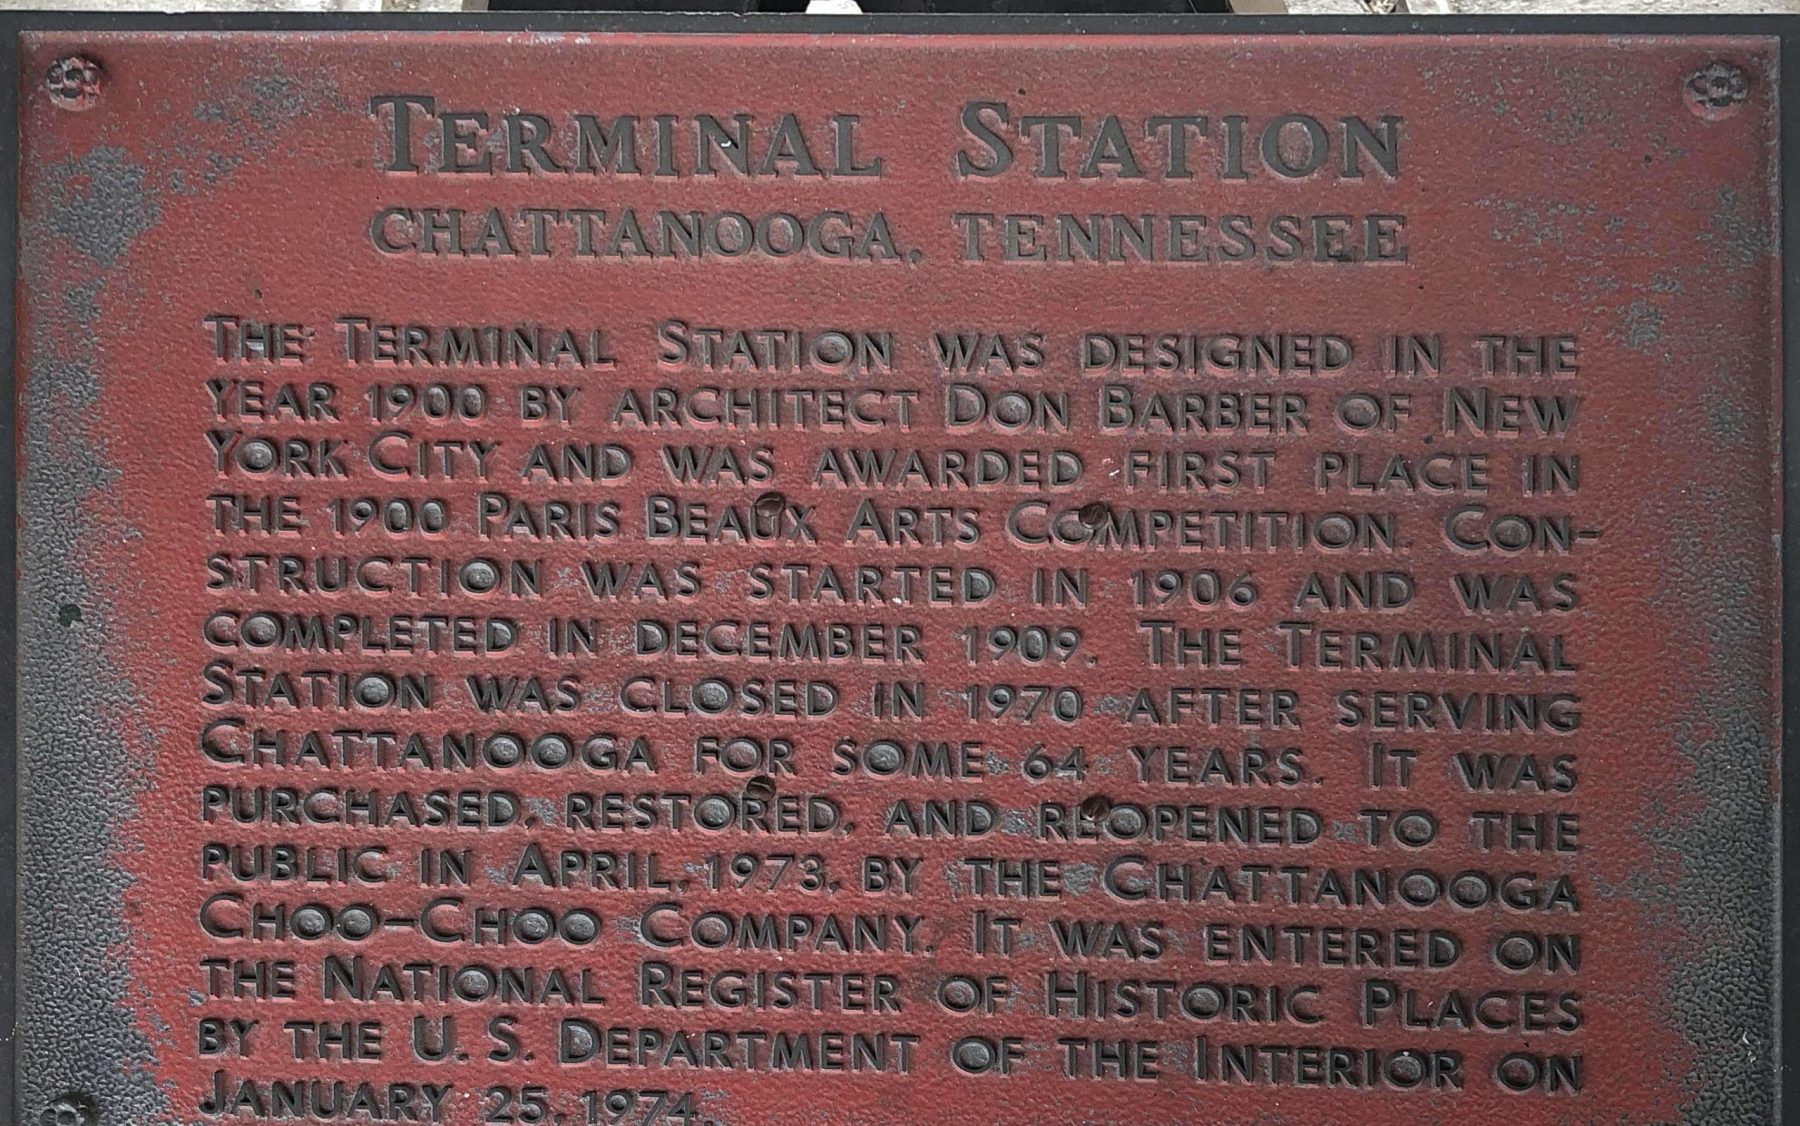 TERMINAL STATION
CHATTANOOGA, TENNESSEE
THE TERMINAL STATION WAS DESIGNED IN THE
YEAR 1900 BY ARCHITECT DON BARBER OF NEW
YORK CITY AND WAS AWARDED FIRST PLACE IN
THE 1900 PARIS BEAUX ARTS COMPETITION. CON-
STRUCTION WAS STARTED IN 1906 AND WAS
COMPLETED IN DECEMBER 1909. THE TERMINAL
STATION WAS CLOSED IN 1970 AFTER SERVING
CHATTANOOGA FOR SOME 64 YEARS. IT WAS
PURCHASED, RESTORED, AND REOPENED TO THE
PUBLIC IN APRIL, 1973, BY THE CHATTANOOGA
CHOO-CHOO COMPANY. IT WAS ENTERED ON
THE NATIONAL REGISTER OF HISTORIC PLACES
BY THE U. S. DEPARTMENT OF THE INTERIOR ON
JANUARY 25, 1974.